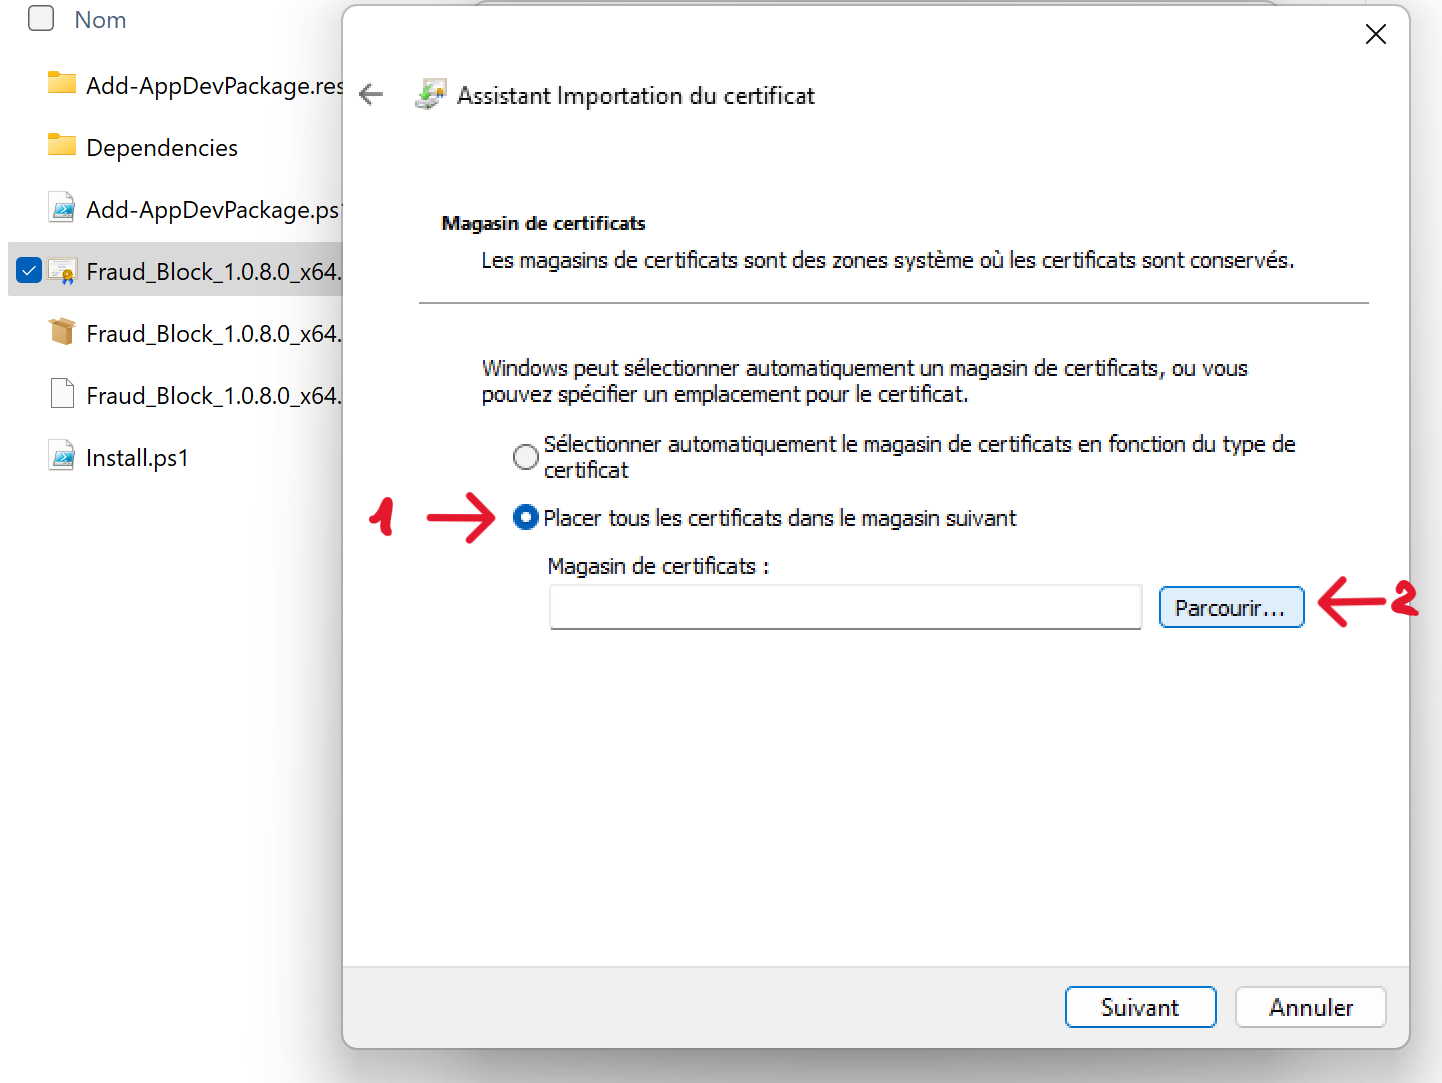 Nom
Add-AppDevPackage.res
Dependencies
Add-AppDevPackage.ps1
Fraud_Block_1.0.8.0_x64.
Fraud_Block_1.0.8.0_x64.
Fraud_Block_1.0.8.0_x64.
Install.ps1
Assistant Importation du certificat
Magasin de certificats
Les magasins de certificats sont des zones système où les certificats sont conservés.
Windows peut sélectionner automatiquement un magasin de certificats, ou vous
pouvez spécifier un emplacement pour le certificat.
Sélectionner automatiquement le magasin de certificats en fonction du type de
certificat
1
Placer tous les certificats dans le magasin suivant
Magasin de certificats :
Parcourir...
2
Suivant
Annuler